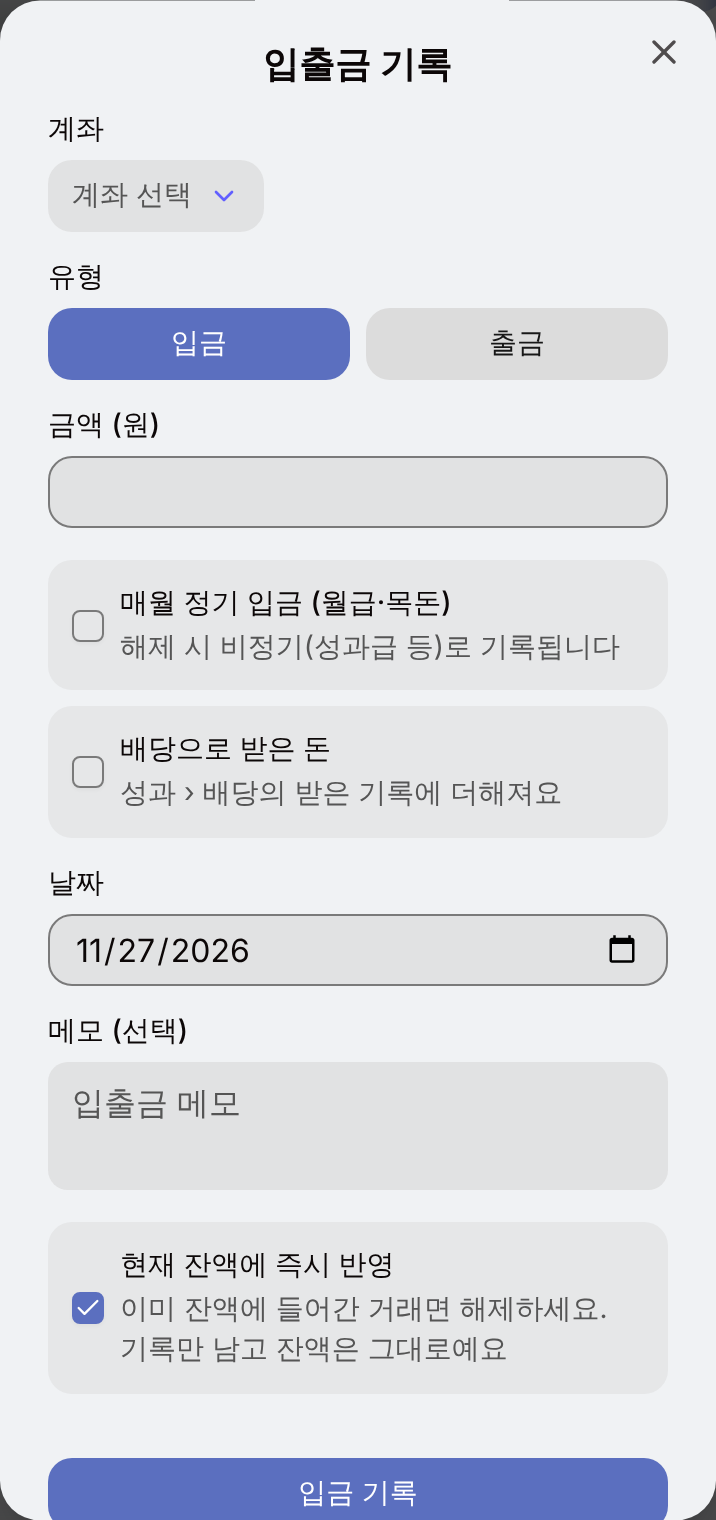 입출금 기록
계좌
계좌 선택
유형
입금
출금
금액 (원)
매월 정기 입금 (월급·목돈)
해제 시 비정기(성과급 등)로 기록됩니다
배당으로 받은 돈
성과 › 배당의 받은 기록에 더해져요
날짜
11/27/2026
메모 (선택)
입출금 메모
현재 잔액에 즉시 반영
이미 잔액에 들어간 거래면 해제하세요.
기록만 남고 잔액은 그대로예요
입금 기록